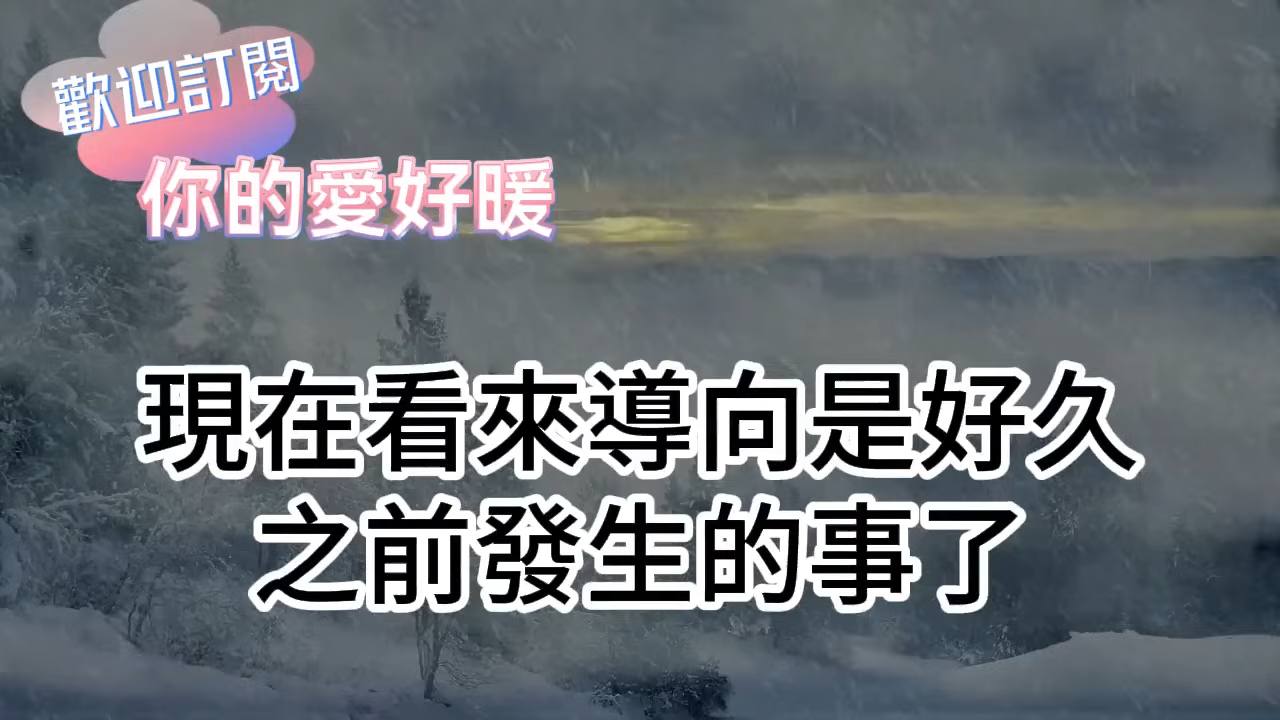 歡迎訂閱
你的愛好暖
現在看來導向是好久
之前發生的事了